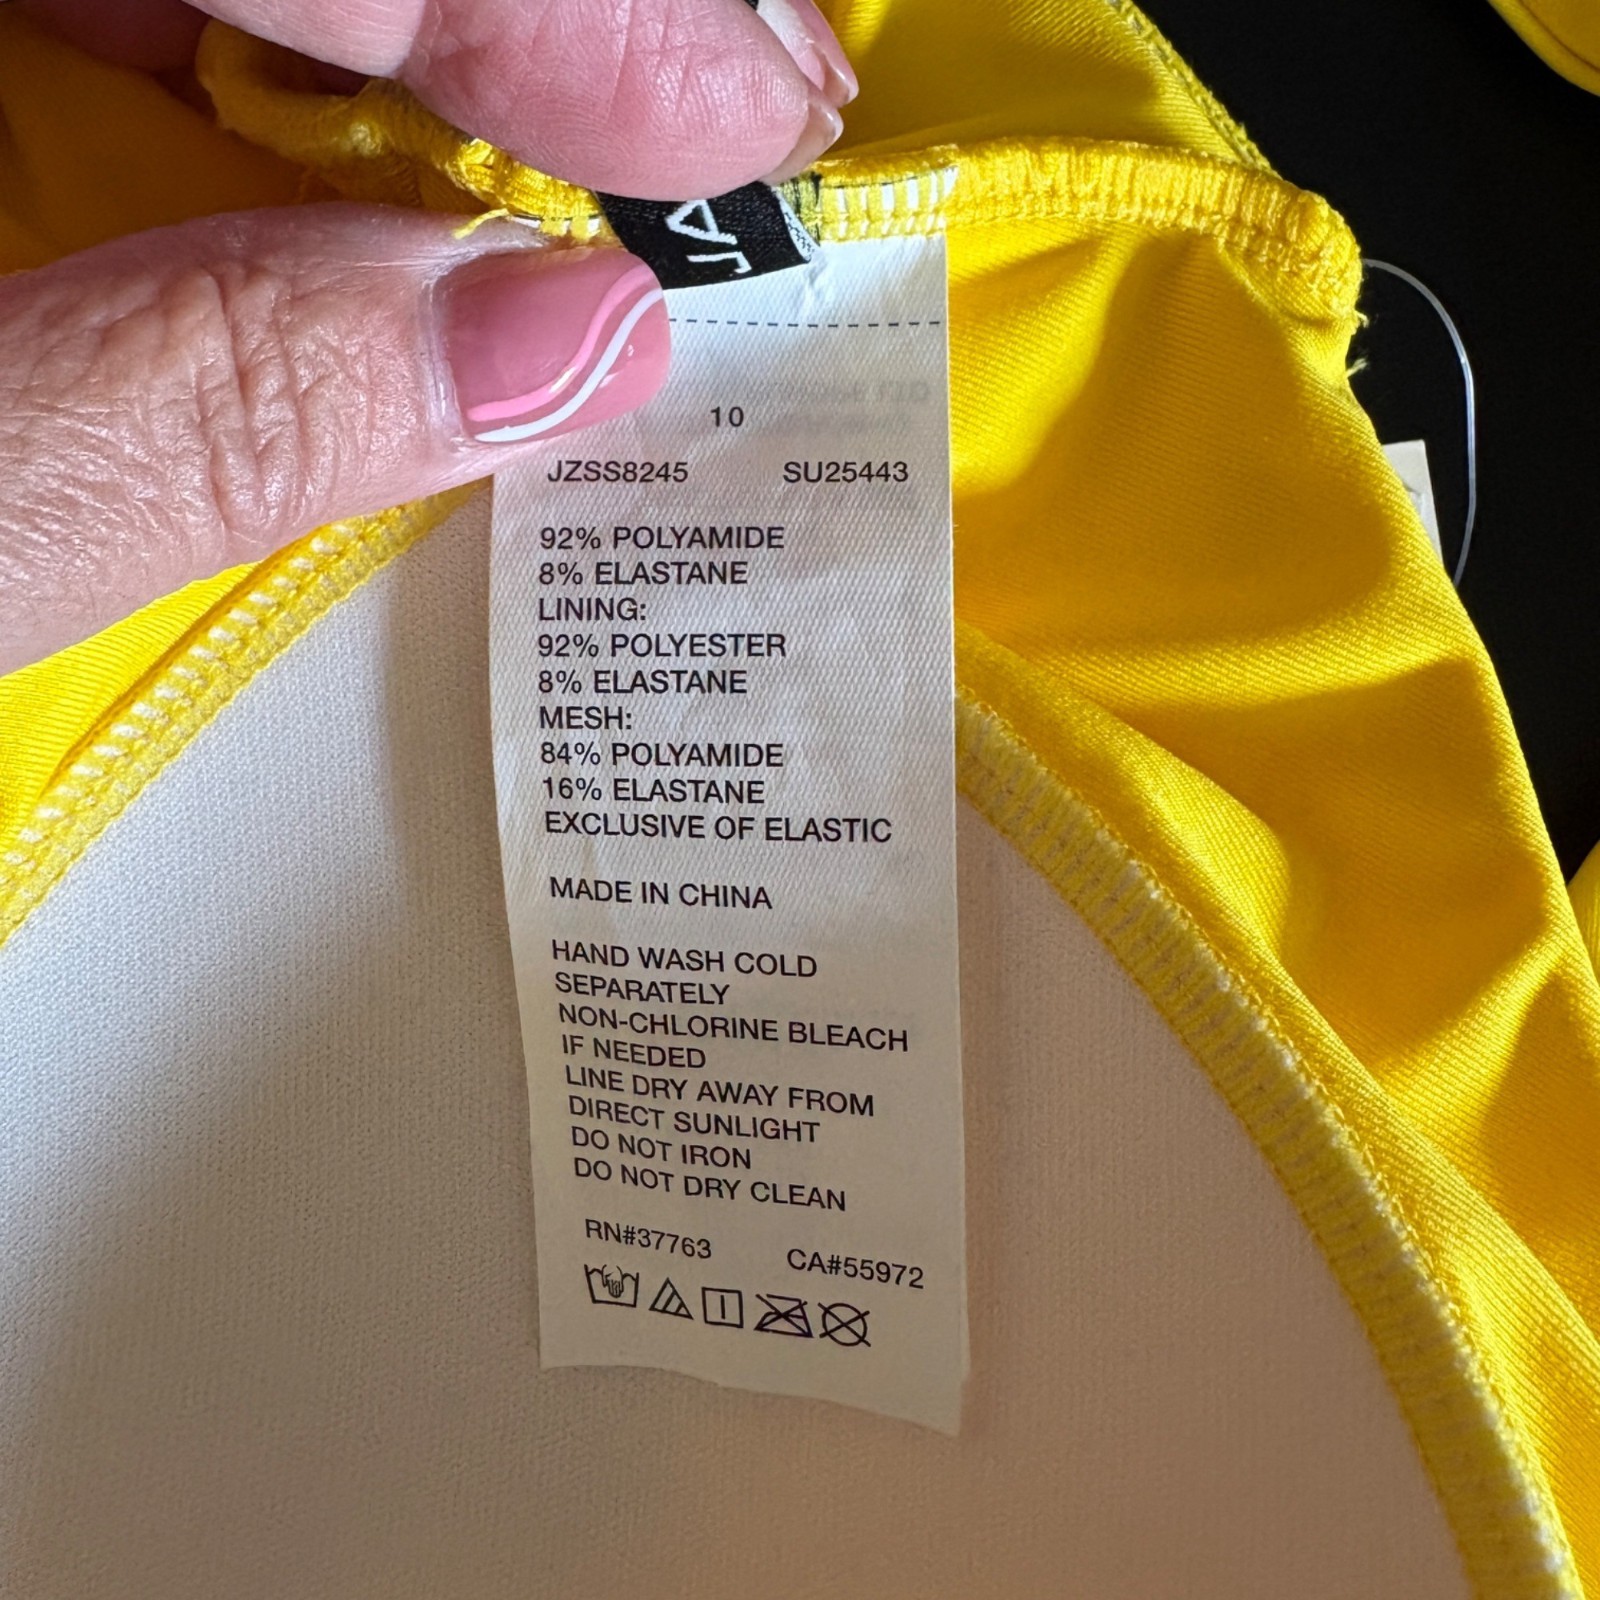 JA
10
JZSS8245 SU25443
92% POLYAMIDE
8% ELASTANE
LINING:
92% POLYESTER
8% ELASTANE
MESH:
84% POLYAMIDE
16% ELASTANE
EXCLUSIVE OF ELASTIC
MADE IN CHINA
HAND WASH COLD
SEPARATELY
NON-CHLORINE BLEACH
IF NEEDED
LINE DRY AWAY FROM
DIRECT SUNLIGHT
DO NOT IRON
DO NOT DRY CLEAN
RN#37763 CA#55972